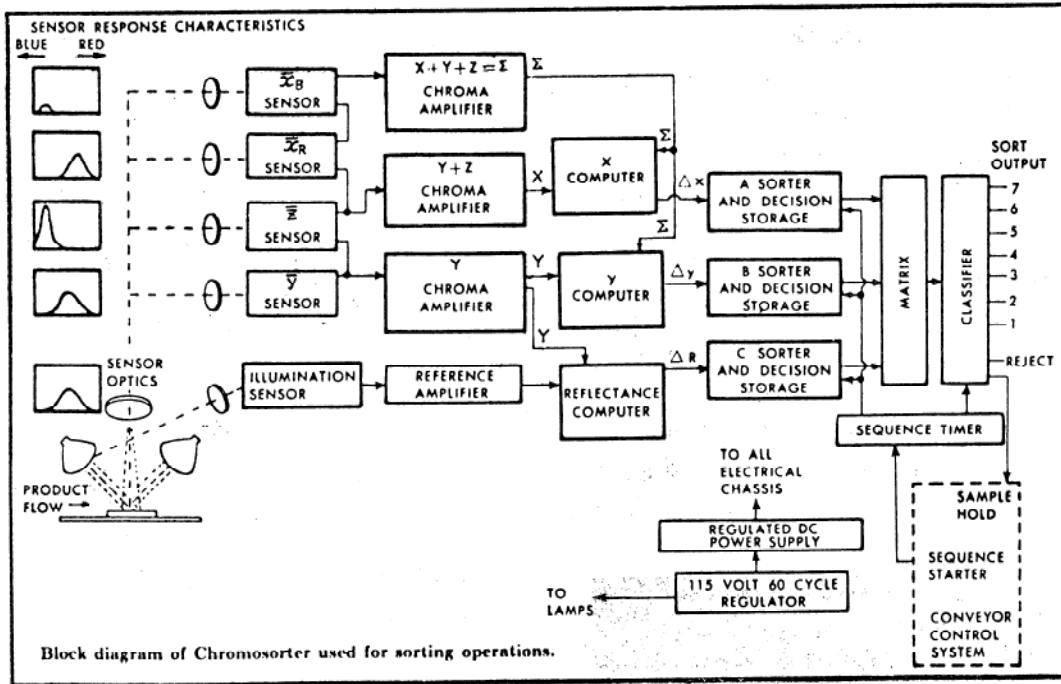 SENSOR RESPONSE CHARACTERISTICS
BLUE RED
x̅B
SENSOR
x̅R
SENSOR
z̅
SENSOR
y̅
SENSOR
X + Y + Z = Σ
CHROMA
AMPLIFIER
Σ
Y + Z
CHROMA
AMPLIFIER
X
Y
CHROMA
AMPLIFIER
Y
Y
Σ
X
COMPUTER
Σ
y
COMPUTER
Δx
A SORTER
AND DECISION
STORAGE
Δy
B SORTER
AND DECISION
STORAGE
ΔR
C SORTER
AND DECISION
STORAGE
MATRIX
CLASSIFIER
SORT
OUTPUT
7
6
5
4
3
2
1
REJECT
SENSOR
OPTICS
ILLUMINATION
SENSOR
REFERENCE
AMPLIFIER
REFLECTANCE
COMPUTER
SEQUENCE TIMER
PRODUCT
FLOW
TO ALL
ELECTRICAL
CHASSIS
REGULATED DC
POWER SUPPLY
115 VOLT 60 CYCLE
REGULATOR
TO
LAMPS
SAMPLE
HOLD
SEQUENCE
STARTER
CONVEYOR
CONTROL
SYSTEM
Block diagram of Chromosorter used for sorting operations.